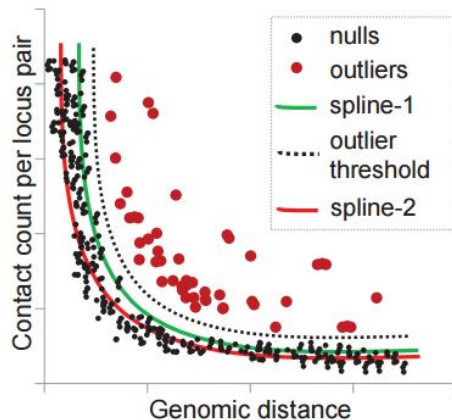 nulls
outliers
spline-1
outlier
threshold
spline-2
Contact count per locus pair
Genomic distance